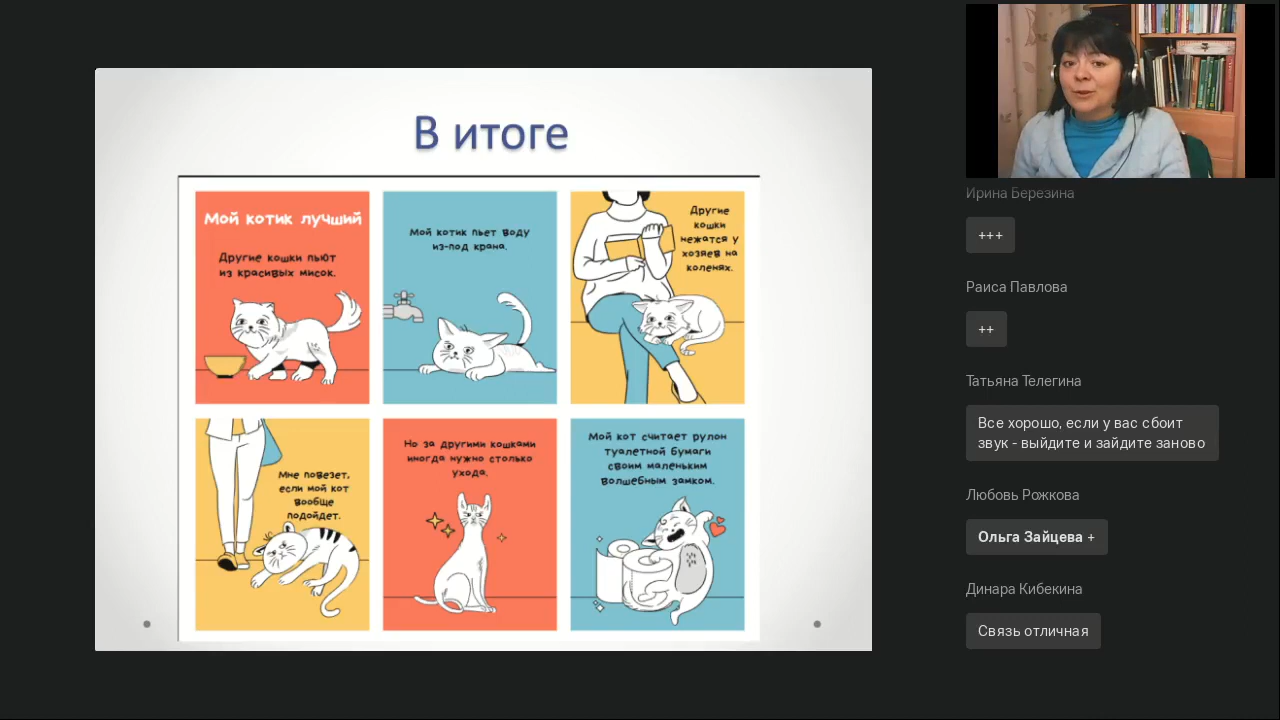 В итоге
Мой котик лучший
Другие кошки пьют
из красивых мисок.
Мой котик пьет воду
из-под крана.
Другие
кошки
нежатся у
хозяев на
коленях.
Мне повезет,
если мой кот
вообще
подойдет.
Но за другими кошками
иногда нужно столько
ухода.
Мой кот считает рулон
туалетной бумаги
своим маленьким
волшебным замком.
Ирина Березина
+++
Раиса Павлова
++
Татьяна Телегина
Все хорошо, если у вас сбоит
звук - выйдите и зайдите заново
Любовь Рожкова
Ольга Зайцева +
Динара Кибекина
Связь отличная